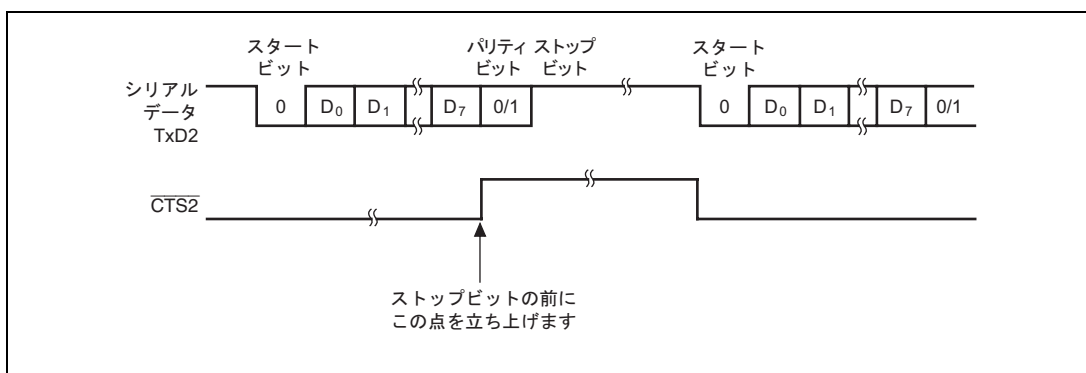 スタート
ビット
パリティ ストップ
ビット ビット
スタート
ビット
シリアル
データ
TxD2
0 D0 D1 D7 0/1 0 D0 D1 D7 0/1
CTS2
ストップビットの前に
この点を立ち上げます